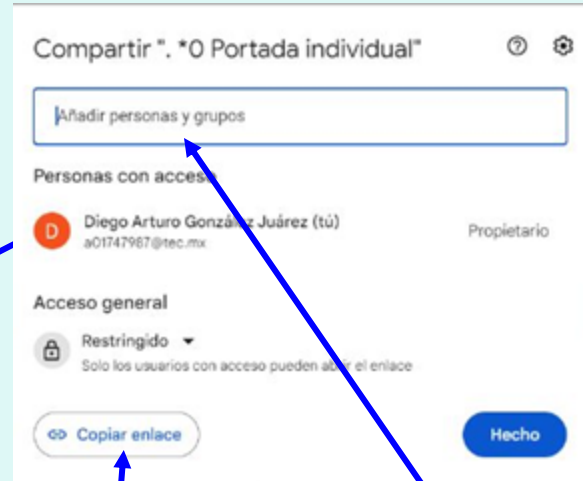 Compartir ". *0 Portada individual"
Añadir personas y grupos
Personas con acceso
D
Diego Arturo González Juárez (tú)
a01747987@tec.mx
Propietario
Acceso general
Restringido
Solo los usuarios con acceso pueden abrir el enlace
Copiar enlace
Hecho